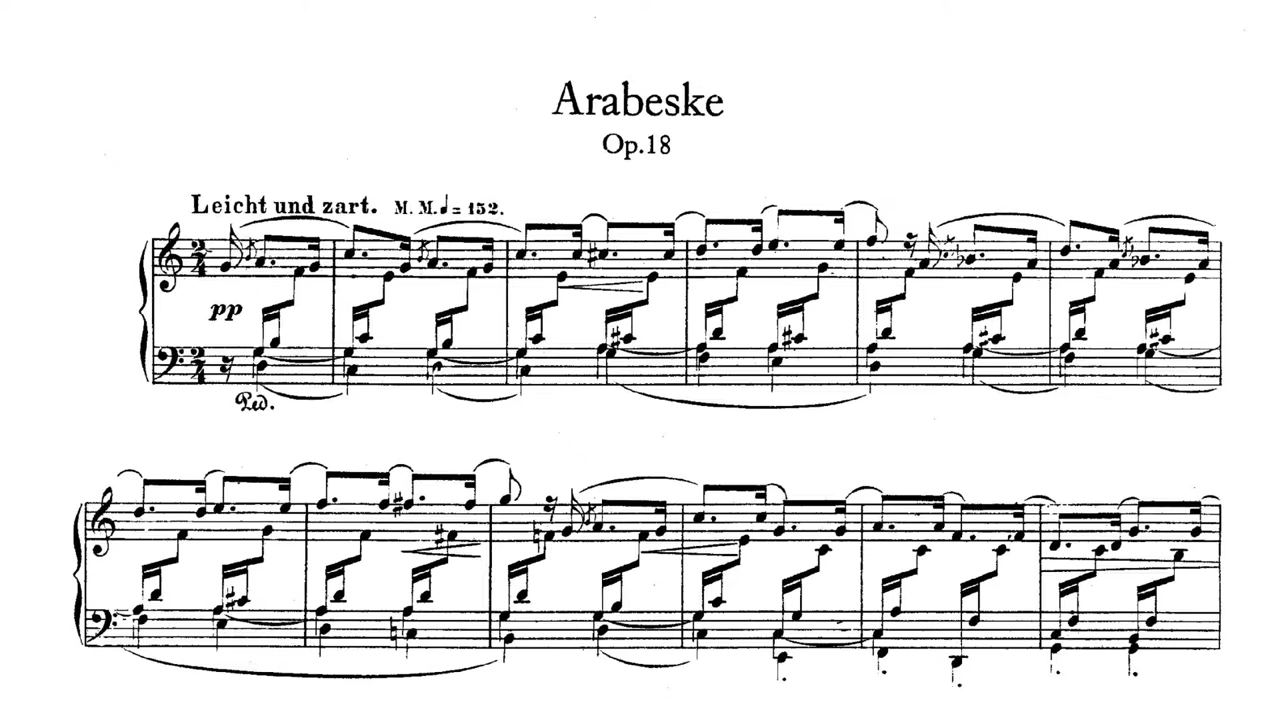 Arabeske
Op.18
Leicht und zart. M. M. ♩= 152.
pp
Ped.